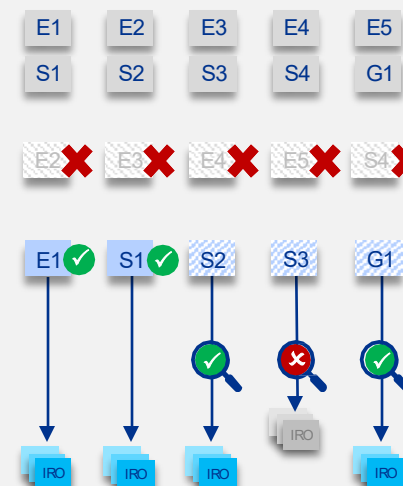 E1 E2 E3 E4 E5
S1 S2 S3 S4 G1
E2 E3 E4 E5 S4
E1 S1 S2 S3 G1
IRO
IRO IRO IRO IRO